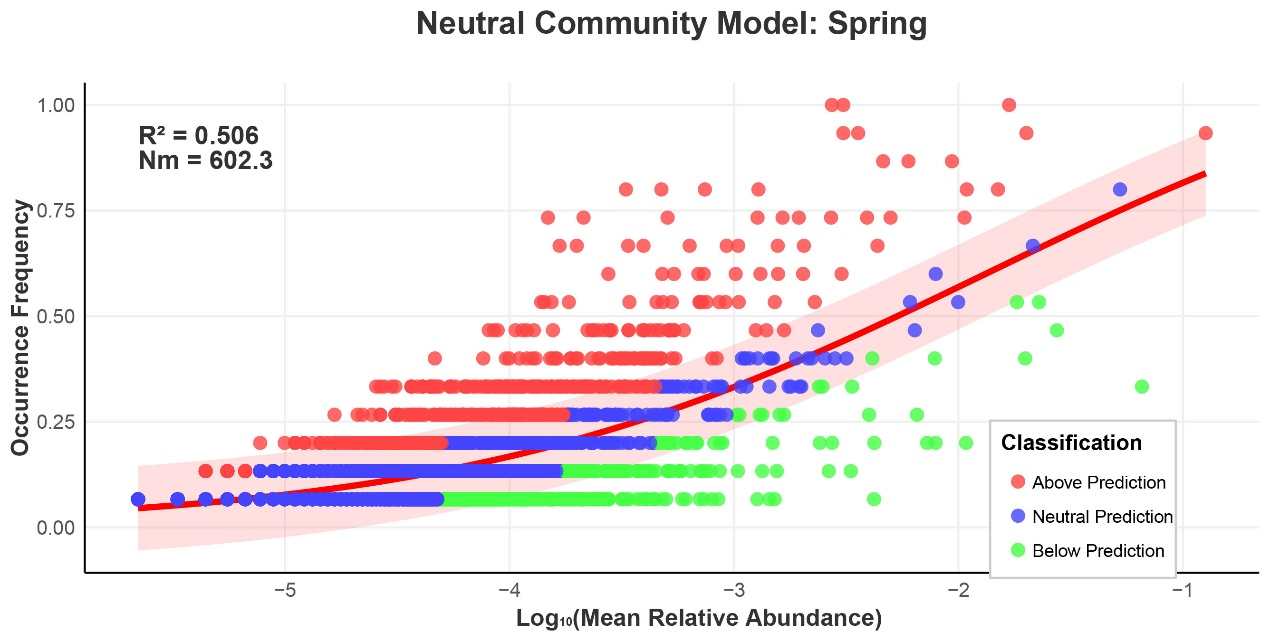 Neutral Community Model: Spring
R² = 0.506
Nm = 602.3
Occurrence Frequency
1.00
0.75
0.50
0.25
0.00
−5
−4
−3
−2
−1
Log₁₀(Mean Relative Abundance)
Classification
Above Prediction
Neutral Prediction
Below Prediction